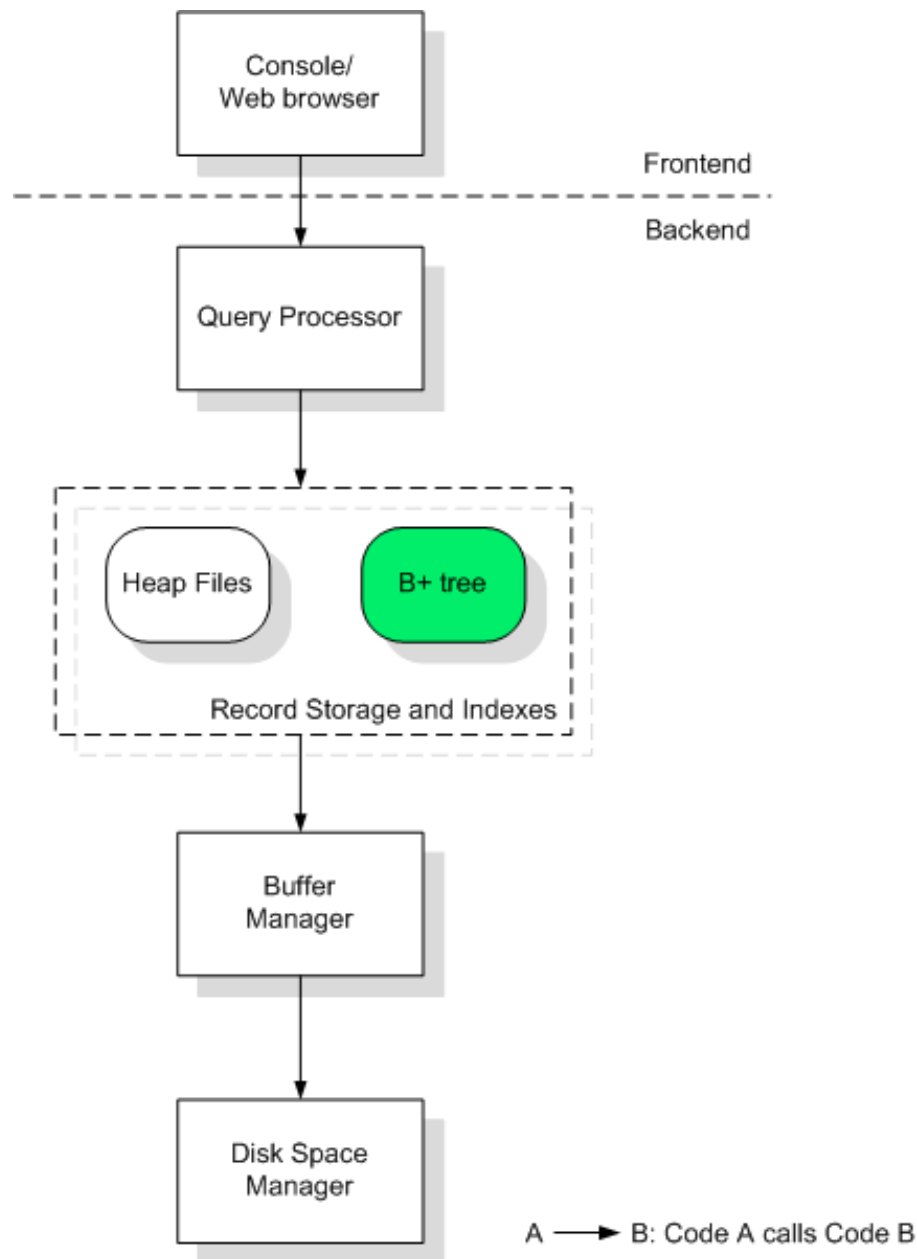 Console/
Web browser
Frontend
Backend
Query Processor
Heap Files
B+ tree
Record Storage and Indexes
Buffer
Manager
Disk Space
Manager
A → B: Code A calls Code B